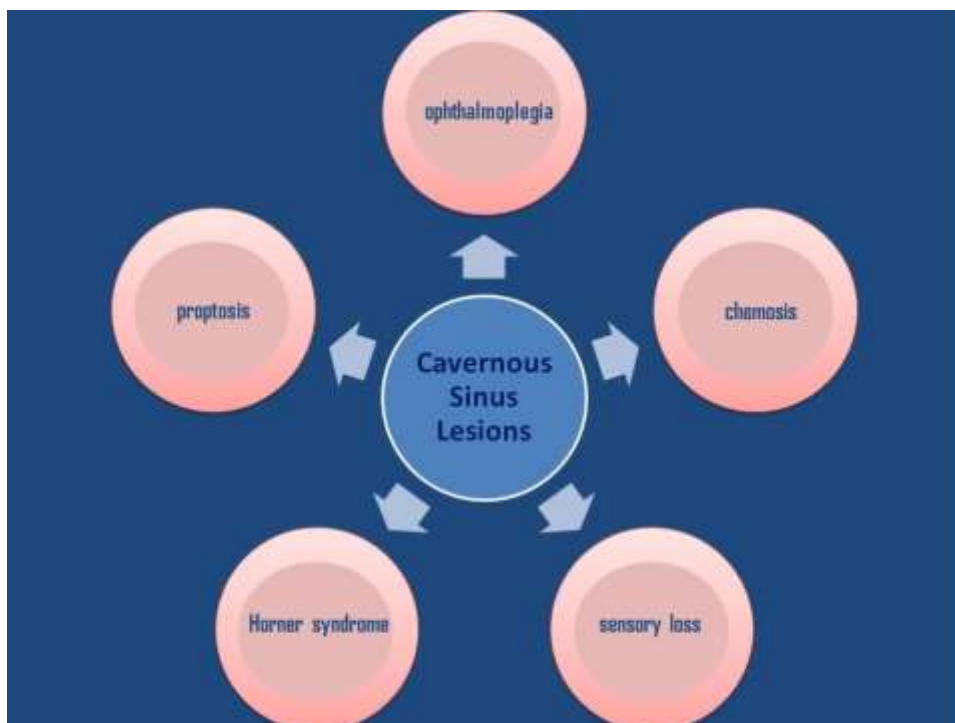 ophthalmoplegia
proptosis
chemosis
Cavernous
Sinus
Lesions
Horner syndrome
sensory loss